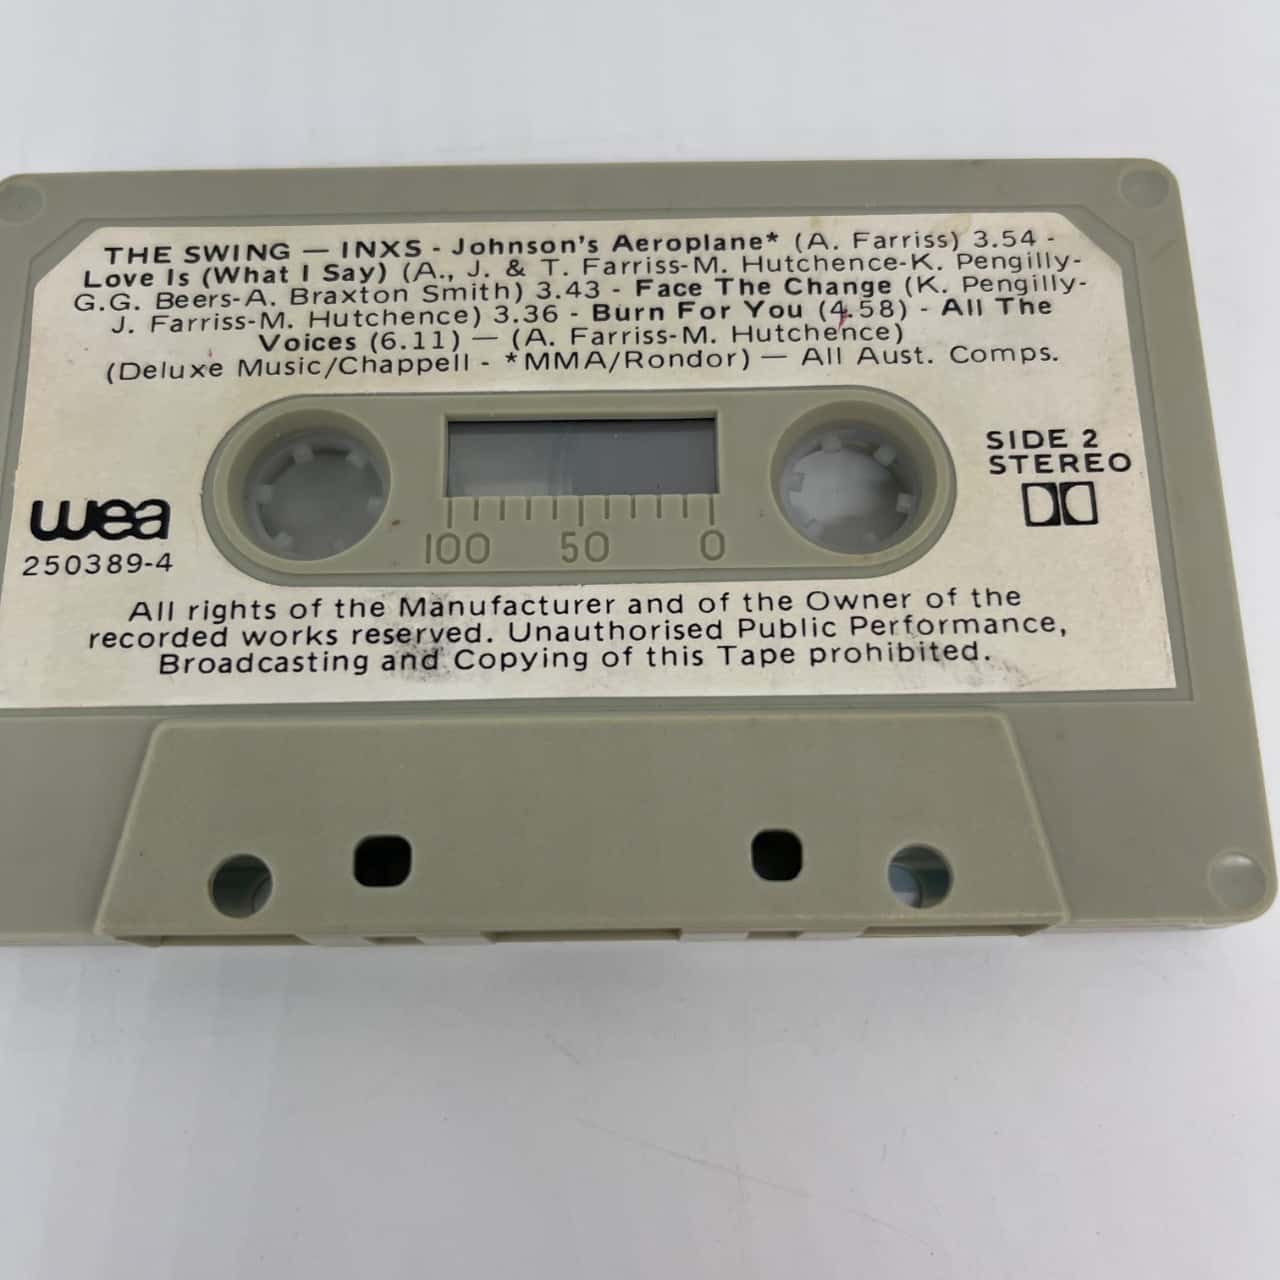 THE SWING — INXS - Johnson's Aeroplane* (A. Farriss) 3.54 -
Love Is (What I Say) (A., J. & T. Farriss-M. Hutchence-K. Pengilly-
G.G. Beers-A. Braxton Smith) 3.43 - Face The Change (K. Pengilly-
J. Farriss-M. Hutchence) 3.36 - Burn For You (4.58) - All The
Voices (6.11) — (A. Farriss-M. Hutchence)
(Deluxe Music/Chappell - *MMA/Rondor) — All Aust. Comps.
SIDE 2
STEREO
wea
250389-4
100 50 0
All rights of the Manufacturer and of the Owner of the
recorded works reserved. Unauthorised Public Performance,
Broadcasting and Copying of this Tape prohibited.